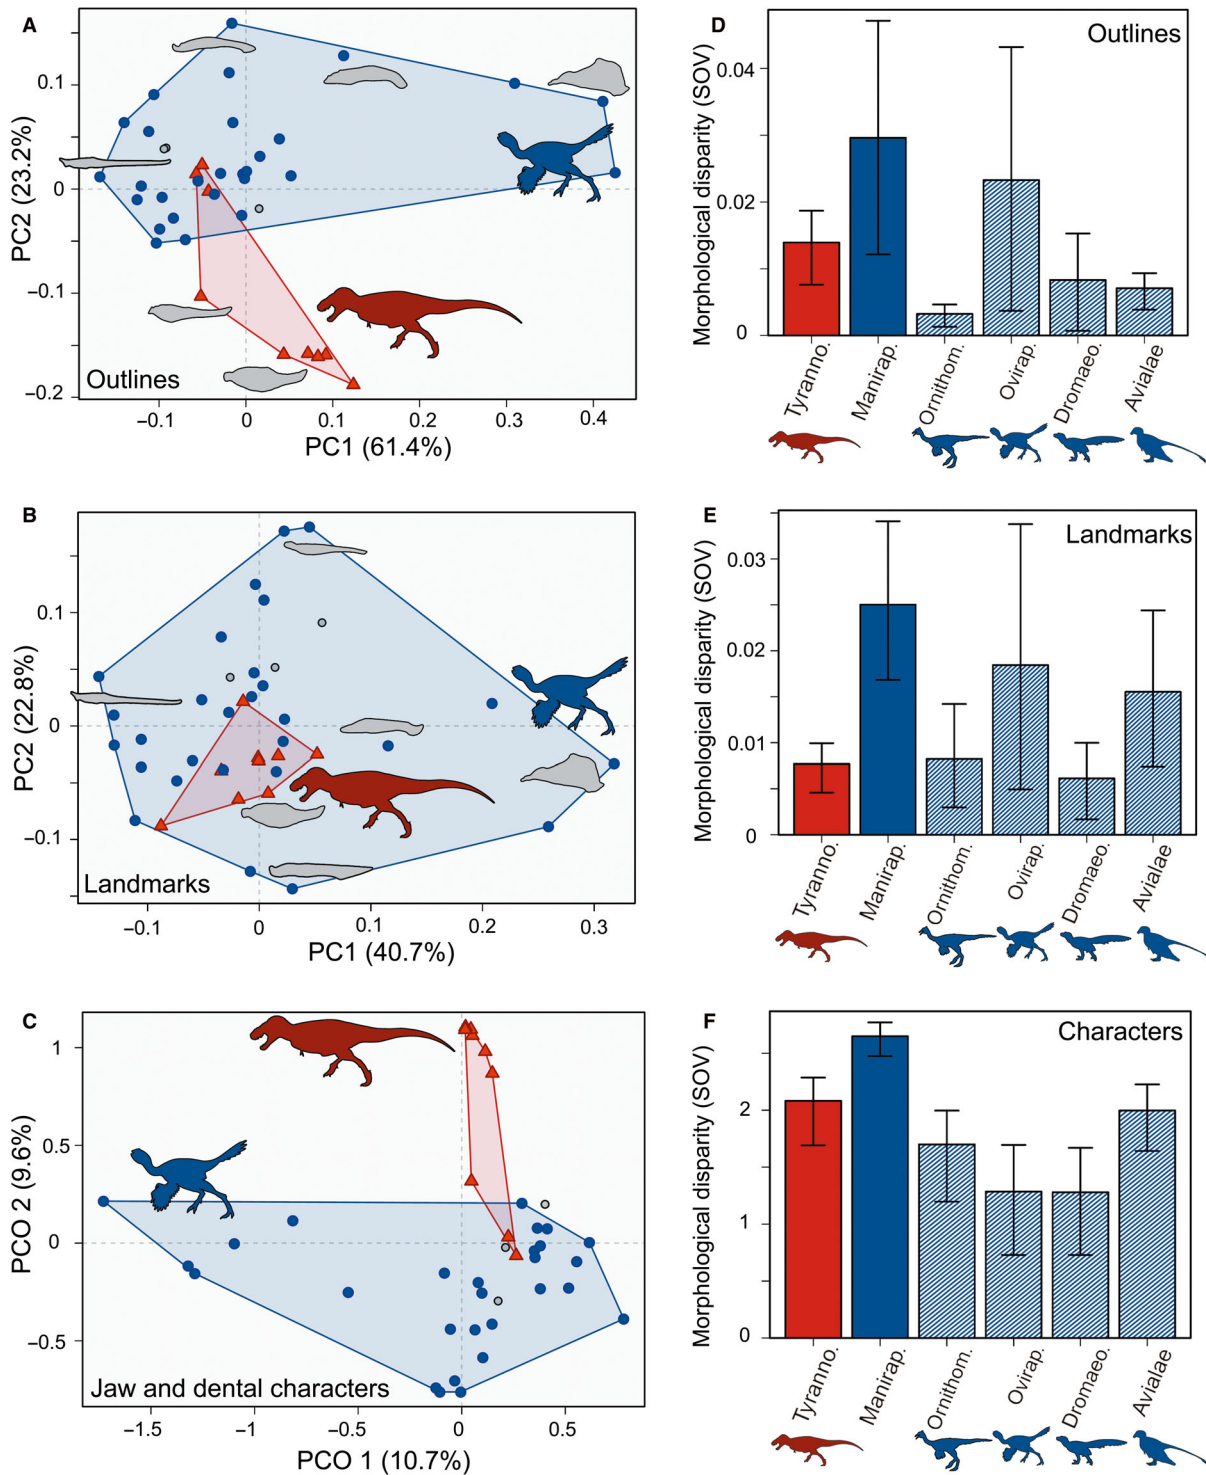 A
PC2 (23.2%)
0.1
0
−0.1
−0.2
Outlines
−0.1 0 0.1 0.2 0.3 0.4
PC1 (61.4%)
D
Outlines
Morphological disparity (SOV)
0.04
0.02
0
Tyranno. Manirap. Ornithom. Ovirap. Dromaeo. Avialae
B
PC2 (22.8%)
0.1
0
−0.1
Landmarks
−0.1 0 0.1 0.2 0.3
PC1 (40.7%)
E
Landmarks
Morphological disparity (SOV)
0.03
0.02
0.01
0
Tyranno. Manirap. Ornithom. Ovirap. Dromaeo. Avialae
C
PCO 2 (9.6%)
1
0.5
0
−0.5
Jaw and dental characters
−1.5 −1 −0.5 0 0.5
PCO 1 (10.7%)
F
Characters
Morphological disparity (SOV)
2
1
0
Tyranno. Manirap. Ornithom. Ovirap. Dromaeo. Avialae